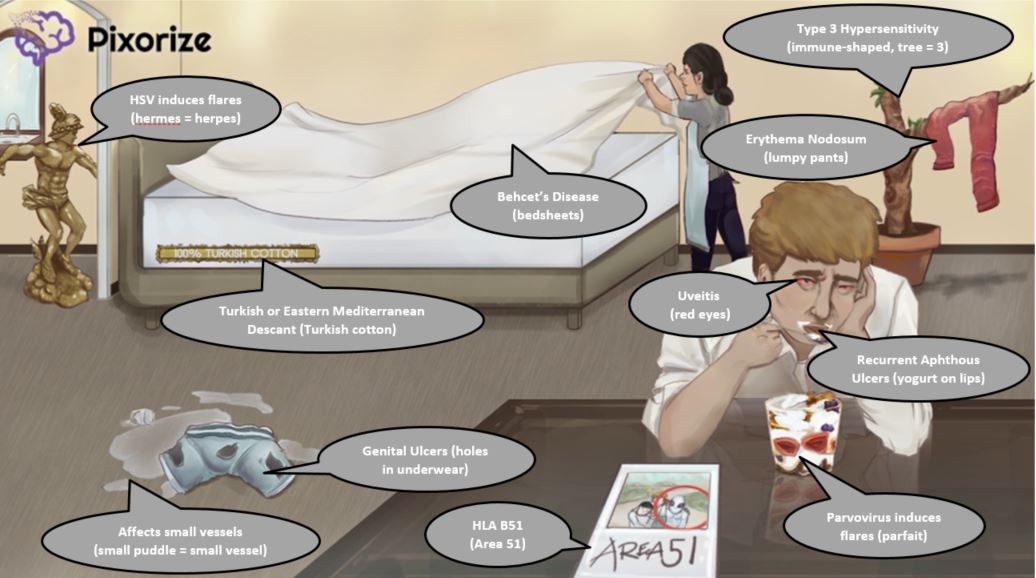 Pixorize
Type 3 Hypersensitivity
(immune-shaped, tree = 3)
HSV induces flares
(hermes = herpes)
Erythema Nodosum
(lumpy pants)
Behcet's Disease
(bedsheets)
100% TURKISH COTTON
Turkish or Eastern Mediterranean
Descant (Turkish cotton)
Uveitis
(red eyes)
Recurrent Aphthous
Ulcers (yogurt on lips)
Genital Ulcers (holes
in underwear)
Affects small vessels
(small puddle = small vessel)
HLA B51
(Area 51)
AREA 51
Parvovirus induces
flares (parfait)